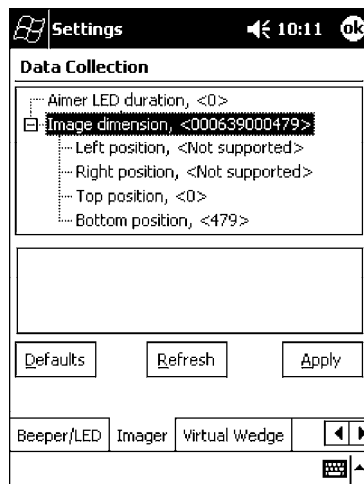 Settings 10:11 ok
Data Collection
Aimer LED duration, <0>
Image dimension, <000639000479>
Left position, <Not supported>
Right position, <Not supported>
Top position, <0>
Bottom position, <479>
Defaults Refresh Apply
Beeper/LED Imager Virtual Wedge